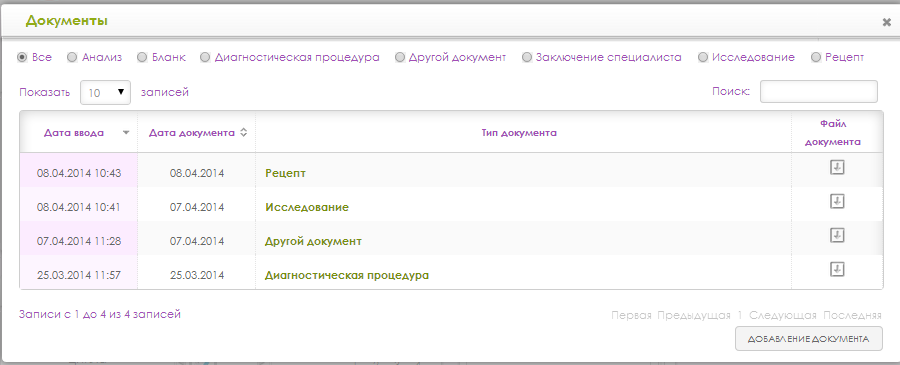 Документы
Все Анализ Бланк Диагностическая процедура Другой документ Заключение специалиста Исследование Рецепт
Показать 10 записей Поиск:
Дата ввода Дата документа Тип документа Файл документа
08.04.2014 10:43 08.04.2014 Рецепт
08.04.2014 10:41 07.04.2014 Исследование
07.04.2014 11:28 07.04.2014 Другой документ
25.03.2014 11:57 25.03.2014 Диагностическая процедура
Записи с 1 до 4 из 4 записей Первая Предыдущая 1 Следующая Последняя
ДОБАВЛЕНИЕ ДОКУМЕНТА